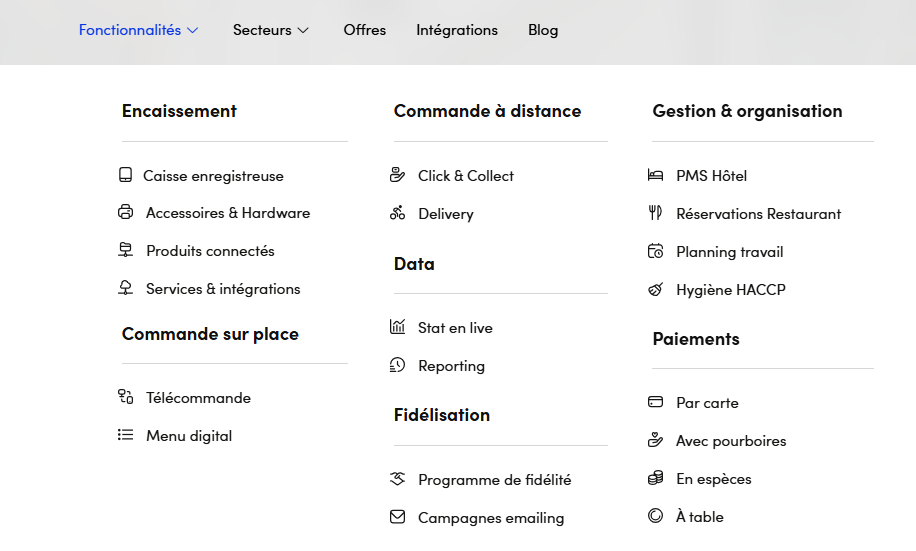 Fonctionnalités
Secteurs
Offres
Intégrations
Blog
Encaissement
Caisse enregistreuse
Accessoires & Hardware
Produits connectés
Services & intégrations
Commande sur place
Télécommande
Menu digital
Commande à distance
Click & Collect
Delivery
Data
Stat en live
Reporting
Fidélisation
Programme de fidélité
Campagnes emailing
Gestion & organisation
PMS Hôtel
Réservations Restaurant
Planning travail
Hygiène HACCP
Paiements
Par carte
Avec pourboires
En espèces
À table